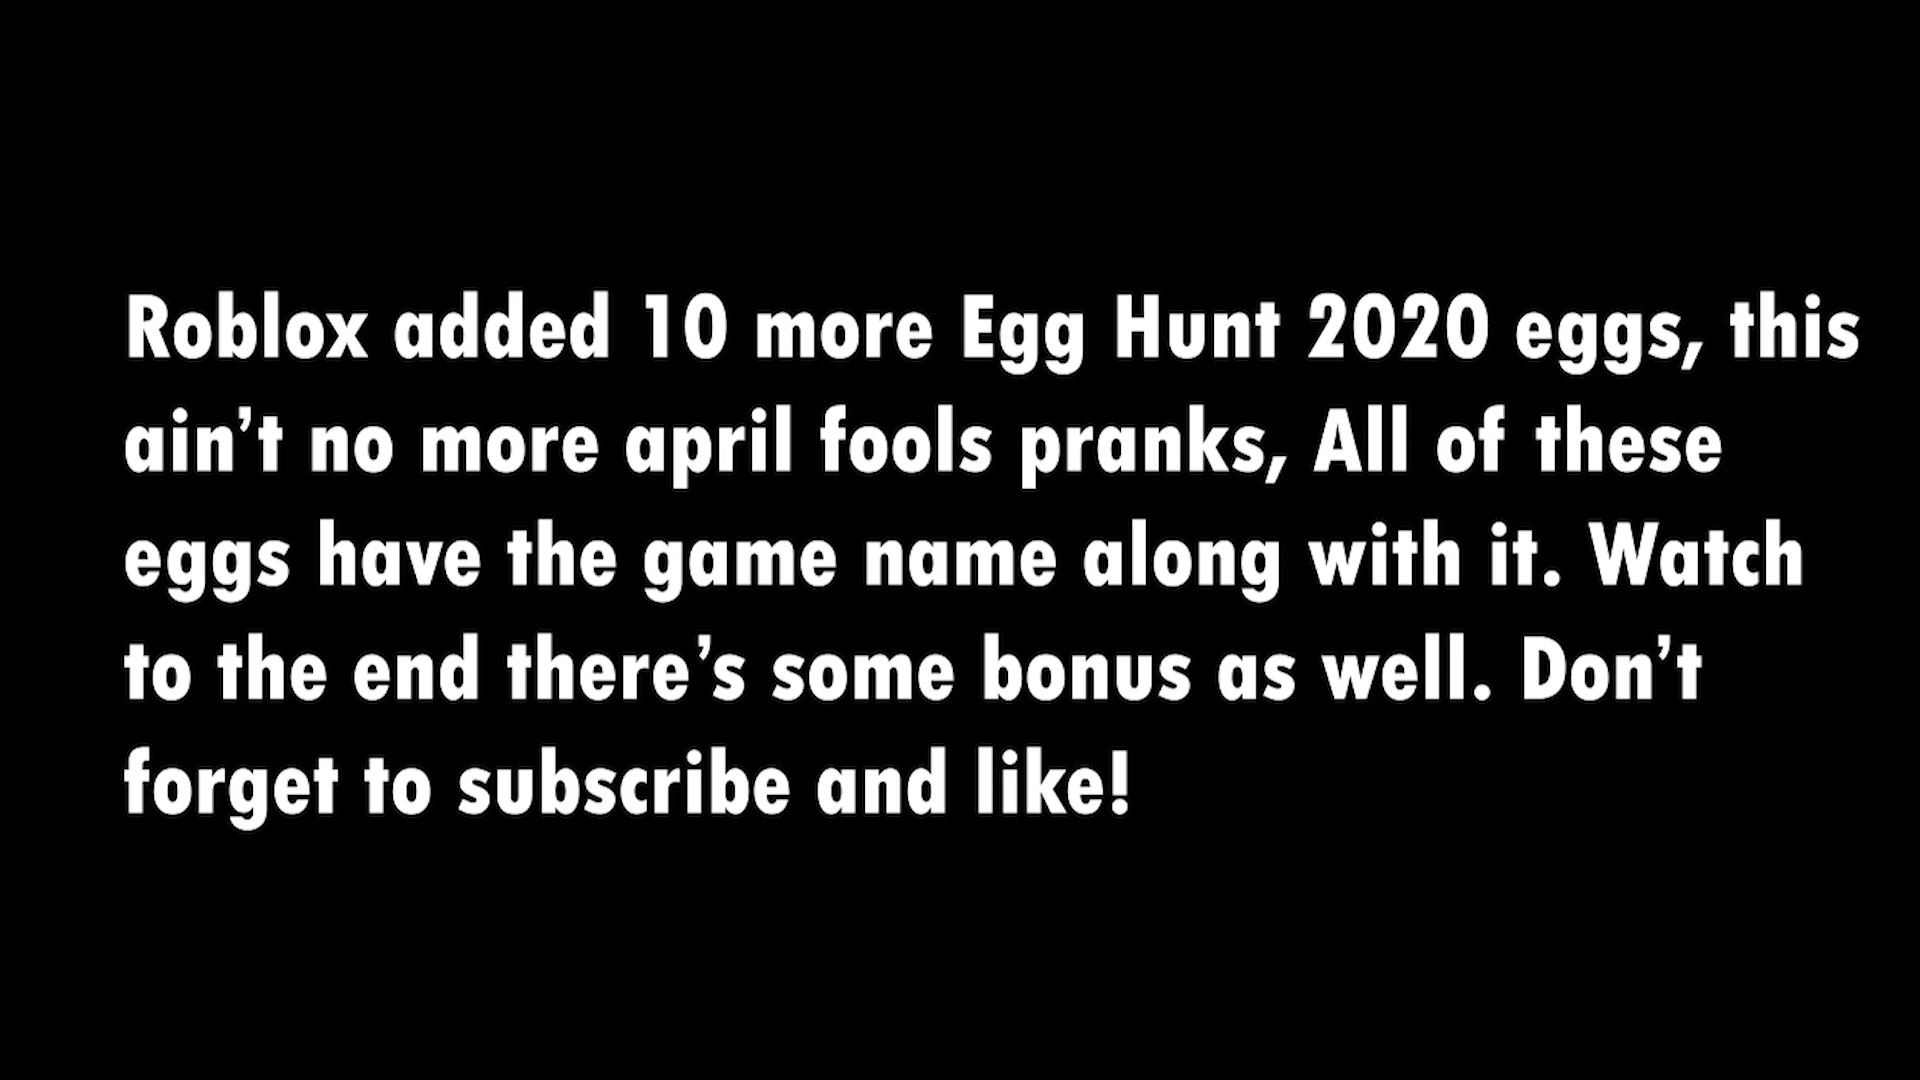 Roblox added 10 more Egg Hunt 2020 eggs, this
ain’t no more april fools pranks, All of these
eggs have the game name along with it. Watch
to the end there’s some bonus as well. Don’t
forget to subscribe and like!